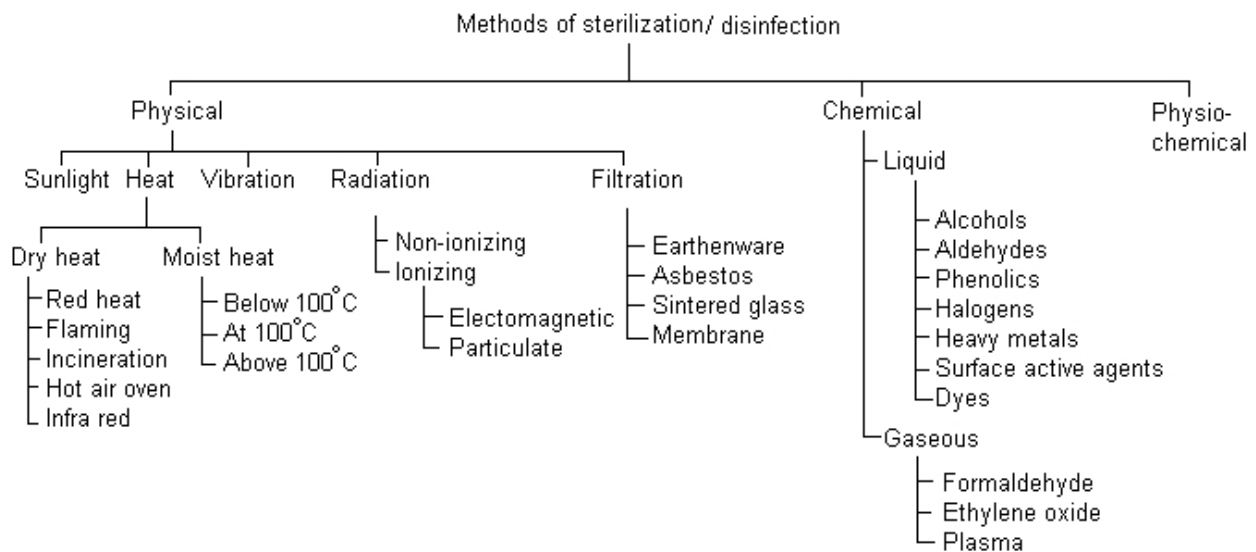 Methods of sterilization/ disinfection
Physical
Chemical
Physio-
chemical
Sunlight
Heat
Vibration
Radiation
Filtration
Liquid
Dry heat
Moist heat
Non-ionizing
Ionizing
Electomagnetic
Particulate
Earthenware
Asbestos
Sintered glass
Membrane
Red heat
Flaming
Incineration
Hot air oven
Infra red
Below 100°C
At 100°C
Above 100°C
Alcohols
Aldehydes
Phenolics
Halogens
Heavy metals
Surface active agents
Dyes
Gaseous
Formaldehyde
Ethylene oxide
Plasma